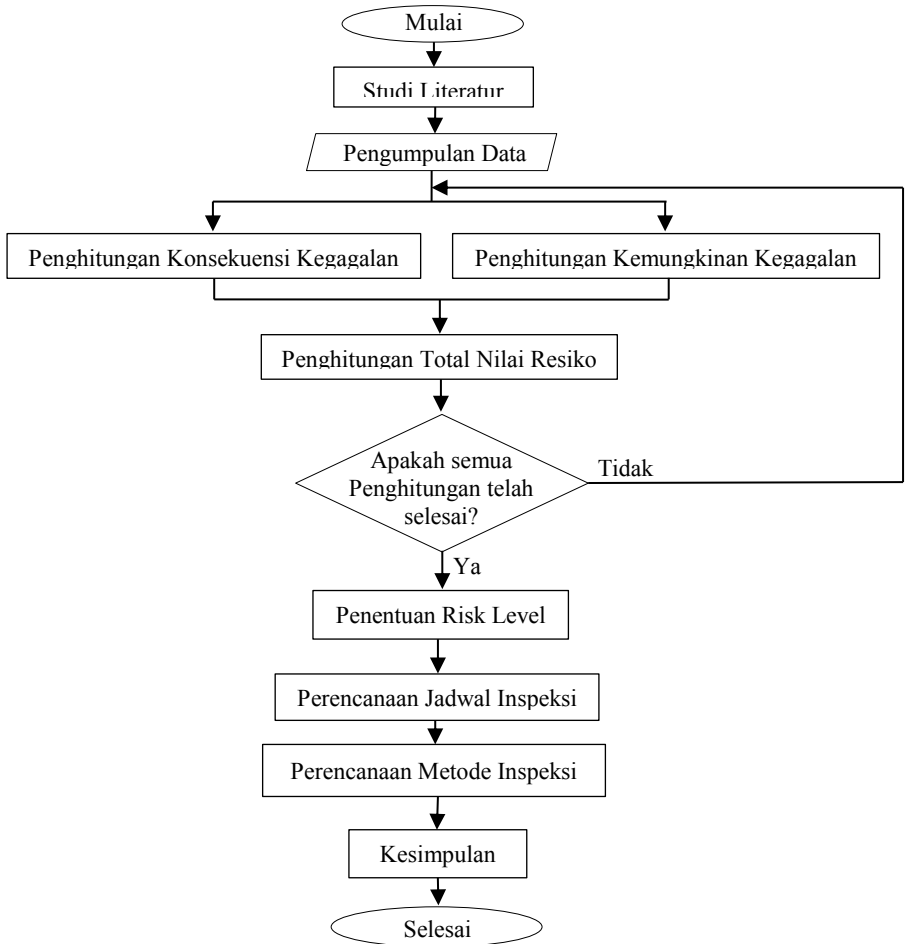 Mulai
Studi Literatur
Pengumpulan Data
Penghitungan Konsekuensi Kegagalan
Penghitungan Kemungkinan Kegagalan
Penghitungan Total Nilai Resiko
Apakah semua
Penghitungan telah
selesai?
Tidak
Ya
Penentuan Risk Level
Perencanaan Jadwal Inspeksi
Perencanaan Metode Inspeksi
Kesimpulan
Selesai